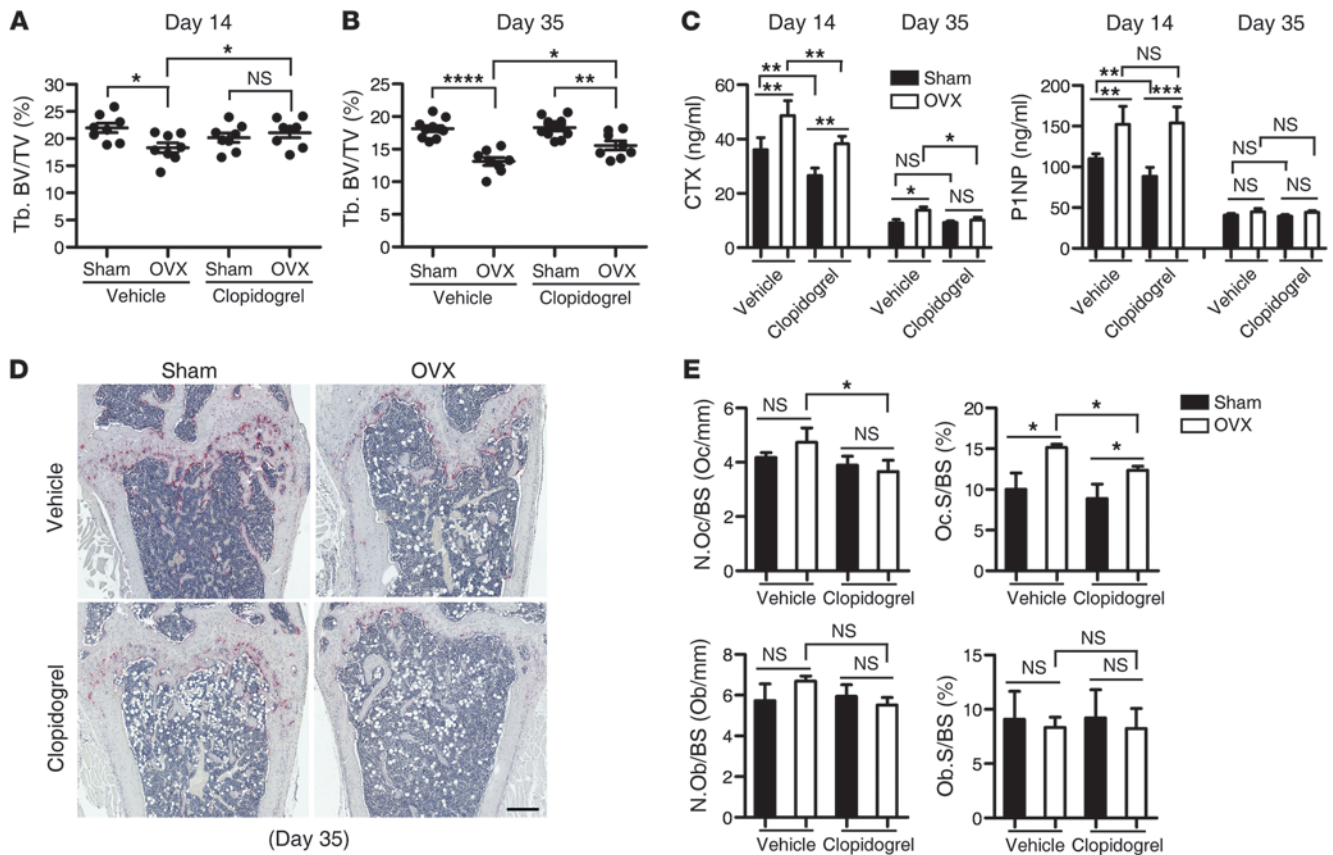 A
Day 14
*
*
NS
Tb. BV/TV (%)
30
25
20
15
10
5
0
Sham OVX Sham OVX
Vehicle Clopidogrel
B
Day 35
*
****
**
Tb. BV/TV (%)
25
20
15
10
5
0
Sham OVX Sham OVX
Vehicle Clopidogrel
C
Day 14 Day 35
Sham
OVX
**
**
**
**
NS
*
*
NS
CTX (ng/ml)
60
40
20
0
Vehicle Clopidogrel Vehicle Clopidogrel
Day 14 Day 35
NS
**
**
***
NS
NS
NS
NS
P1NP (ng/ml)
200
150
100
50
0
Vehicle Clopidogrel Vehicle Clopidogrel
D
Sham OVX
Vehicle
Clopidogrel
(Day 35)
E
Sham
OVX
*
NS
NS
N.Oc/BS (Oc/mm)
6
4
2
0
Vehicle Clopidogrel
*
*
*
Oc.S/BS (%)
20
15
10
5
0
Vehicle Clopidogrel
NS
NS
NS
N.Ob/BS (Ob/mm)
8
6
4
2
0
Vehicle Clopidogrel
NS
NS
NS
Ob.S/BS (%)
15
10
5
0
Vehicle Clopidogrel